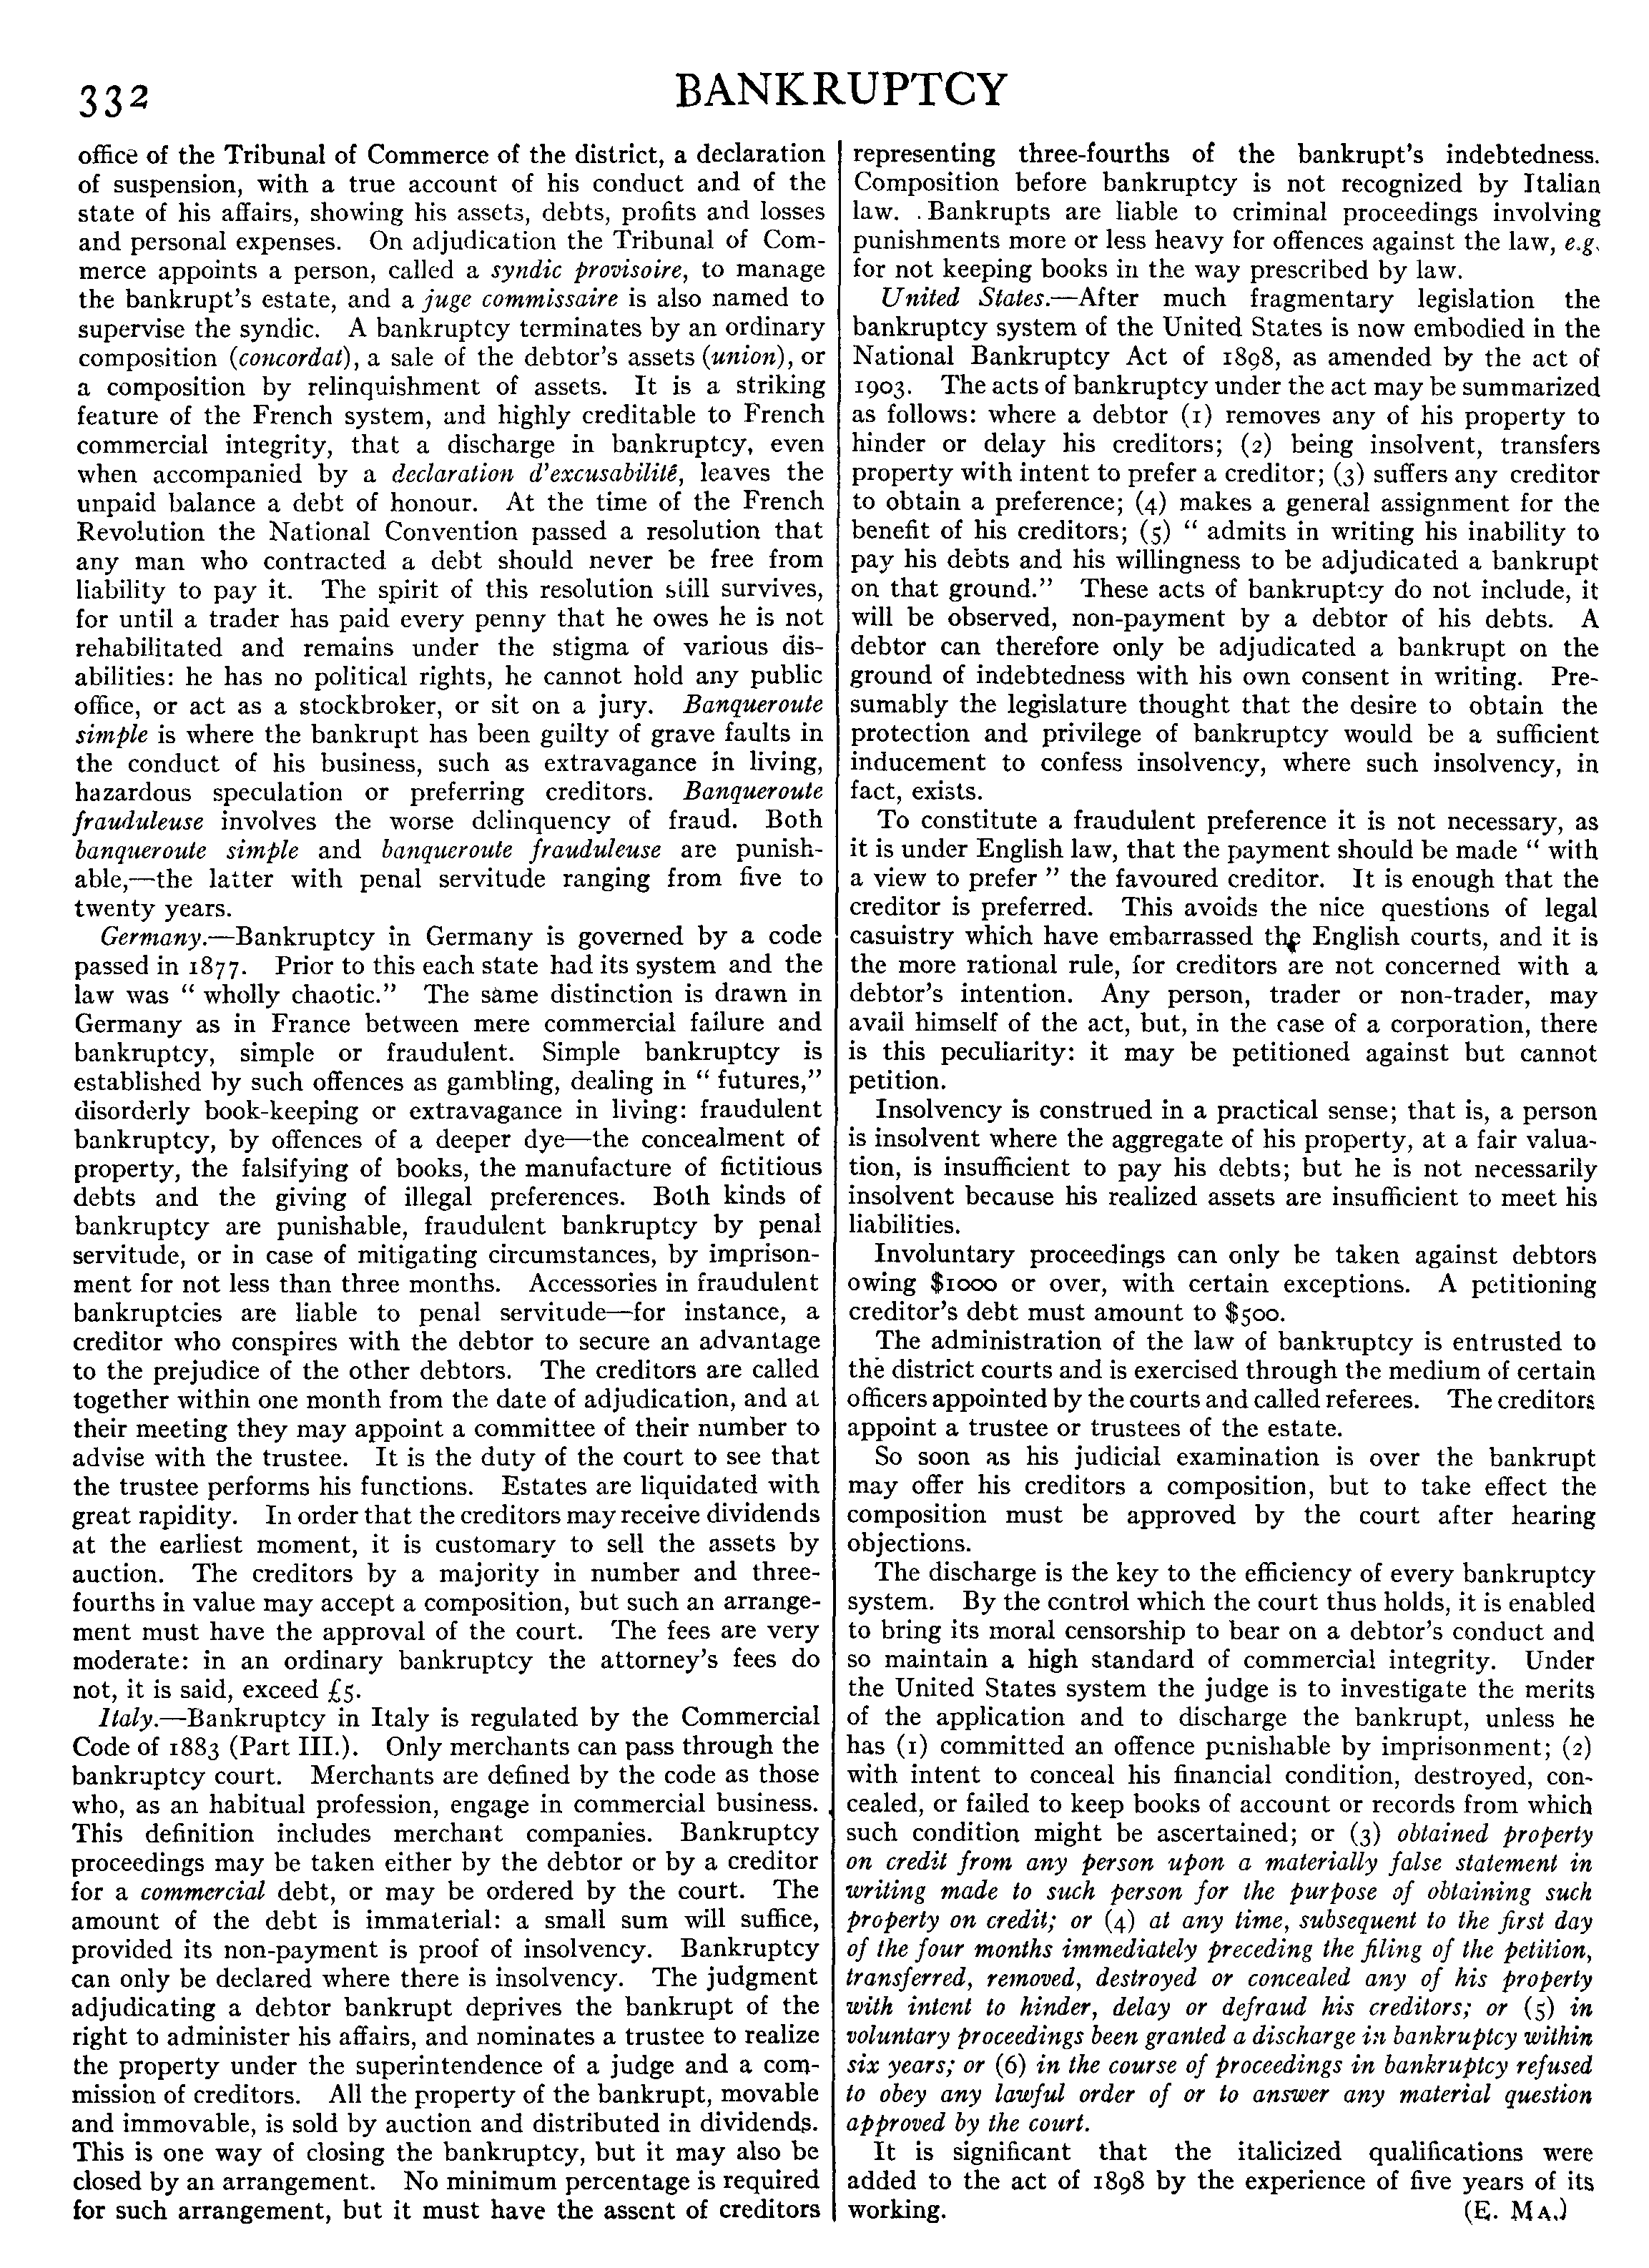 332
BANKRUPTCY
office of the Tribunal of Commerce of the district, a declaration
of suspension, with a true account of his conduct and of the
state of his affairs, showing his assets, debts, profits and losses
and personal expenses. On adjudication the Tribunal of Com-
merce appoints a person, called a syndic provisoire, to manage
the bankrupt's estate, and a juge commissaire is also named to
supervise the syndic. A bankruptcy terminates by an ordinary
composition (concordat), a sale of the debtor's assets (union), or
a composition by relinquishment of assets. It is a striking
feature of the French system, and highly creditable to French
commercial integrity, that a discharge in bankruptcy, even
when accompanied by a declaration d'excusabilité, leaves the
unpaid balance a debt of honour. At the time of the French
Revolution the National Convention passed a resolution that
any man who contracted a debt should never be free from
liability to pay it. The spirit of this resolution still survives,
for until a trader has paid every penny that he owes he is not
rehabilitated and remains under the stigma of various dis-
abilities: he has no political rights, he cannot hold any public
office, or act as a stockbroker, or sit on a jury. Banqueroute
simple is where the bankrupt has been guilty of grave faults in
the conduct of his business, such as extravagance in living,
hazardous speculation or preferring creditors. Banqueroute
frauduleuse involves the worse delinquency of fraud. Both
banqueroute simple and banqueroute frauduleuse are punish-
able,—the latter with penal servitude ranging from five to
twenty years.
Germany.—Bankruptcy in Germany is governed by a code
passed in 1877. Prior to this each state had its system and the
law was " wholly chaotic." The same distinction is drawn in
Germany as in France between mere commercial failure and
bankruptcy, simple or fraudulent. Simple bankruptcy is
established by such offences as gambling, dealing in " futures,"
disorderly book-keeping or extravagance in living: fraudulent
bankruptcy, by offences of a deeper dye—the concealment of
property, the falsifying of books, the manufacture of fictitious
debts and the giving of illegal preferences. Both kinds of
bankruptcy are punishable, fraudulent bankruptcy by penal
servitude, or in case of mitigating circumstances, by imprison-
ment for not less than three months. Accessories in fraudulent
bankruptcies are liable to penal servitude—for instance, a
creditor who conspires with the debtor to secure an advantage
to the prejudice of the other debtors. The creditors are called
together within one month from the date of adjudication, and at
their meeting they may appoint a committee of their number to
advise with the trustee. It is the duty of the court to see that
the trustee performs his functions. Estates are liquidated with
great rapidity. In order that the creditors may receive dividends
at the earliest moment, it is customary to sell the assets by
auction. The creditors by a majority in number and three-
fourths in value may accept a composition, but such an arrange-
ment must have the approval of the court. The fees are very
moderate: in an ordinary bankruptcy the attorney's fees do
not, it is said, exceed £5.
Italy.—Bankruptcy in Italy is regulated by the Commercial
Code of 1883 (Part III.). Only merchants can pass through the
bankruptcy court. Merchants are defined by the code as those
who, as an habitual profession, engage in commercial business.
This definition includes merchant companies. Bankruptcy
proceedings may be taken either by the debtor or by a creditor
for a commercial debt, or may be ordered by the court. The
amount of the debt is immaterial: a small sum will suffice,
provided its non-payment is proof of insolvency. Bankruptcy
can only be declared where there is insolvency. The judgment
adjudicating a debtor bankrupt deprives the bankrupt of the
right to administer his affairs, and nominates a trustee to realize
the property under the superintendence of a judge and a com-
mission of creditors. All the property of the bankrupt, movable
and immovable, is sold by auction and distributed in dividends.
This is one way of closing the bankruptcy, but it may also be
closed by an arrangement. No minimum percentage is required
for such arrangement, but it must have the assent of creditors
representing three-fourths of the bankrupt's indebtedness.
Composition before bankruptcy is not recognized by Italian
law. Bankrupts are liable to criminal proceedings involving
punishments more or less heavy for offences against the law, e.g.
for not keeping books in the way prescribed by law.
United States.—After much fragmentary legislation the
bankruptcy system of the United States is now embodied in the
National Bankruptcy Act of 1898, as amended by the act of
1903. The acts of bankruptcy under the act may be summarized
as follows: where a debtor (1) removes any of his property to
hinder or delay his creditors; (2) being insolvent, transfers
property with intent to prefer a creditor; (3) suffers any creditor
to obtain a preference; (4) makes a general assignment for the
benefit of his creditors; (5) " admits in writing his inability to
pay his debts and his willingness to be adjudicated a bankrupt
on that ground." These acts of bankruptcy do not include, it
will be observed, non-payment by a debtor of his debts. A
debtor can therefore only be adjudicated a bankrupt on the
ground of indebtedness with his own consent in writing. Pre-
sumably the legislature thought that the desire to obtain the
protection and privilege of bankruptcy would be a sufficient
inducement to confess insolvency, where such insolvency, in
fact, exists.
To constitute a fraudulent preference it is not necessary, as
it is under English law, that the payment should be made " with
a view to prefer " the favoured creditor. It is enough that the
creditor is preferred. This avoids the nice questions of legal
casuistry which have embarrassed the English courts, and it is
the more rational rule, for creditors are not concerned with a
debtor's intention. Any person, trader or non-trader, may
avail himself of the act, but, in the case of a corporation, there
is this peculiarity: it may be petitioned against but cannot
petition.
Insolvency is construed in a practical sense; that is, a person
is insolvent where the aggregate of his property, at a fair valua-
tion, is insufficient to pay his debts; but he is not necessarily
insolvent because his realized assets are insufficient to meet his
liabilities.
Involuntary proceedings can only be taken against debtors
owing $1000 or over, with certain exceptions. A petitioning
creditor's debt must amount to $500.
The administration of the law of bankruptcy is entrusted to
the district courts and is exercised through the medium of certain
officers appointed by the courts and called referees. The creditors
appoint a trustee or trustees of the estate.
So soon as his judicial examination is over the bankrupt
may offer his creditors a composition, but to take effect the
composition must be approved by the court after hearing
objections.
The discharge is the key to the efficiency of every bankruptcy
system. By the control which the court thus holds, it is enabled
to bring its moral censorship to bear on a debtor's conduct and
so maintain a high standard of commercial integrity. Under
the United States system the judge is to investigate the merits
of the application and to discharge the bankrupt, unless he
has (1) committed an offence punishable by imprisonment; (2)
with intent to conceal his financial condition, destroyed, con-
cealed, or failed to keep books of account or records from which
such condition might be ascertained; or (3) obtained property
on credit from any person upon a materially false statement in
writing made to such person for the purpose of obtaining such
property on credit; or (4) at any time, subsequent to the first day
of the four months immediately preceding the filing of the petition,
transferred, removed, destroyed or concealed any of his property
with intent to hinder, delay or defraud his creditors; or (5) in
voluntary proceedings been granted a discharge in bankruptcy within
six years; or (6) in the course of proceedings in bankruptcy refused
to obey any lawful order of or to answer any material question
approved by the court.
It is significant that the italicized qualifications were
added to the act of 1898 by the experience of five years of its
working. (E. MA.)